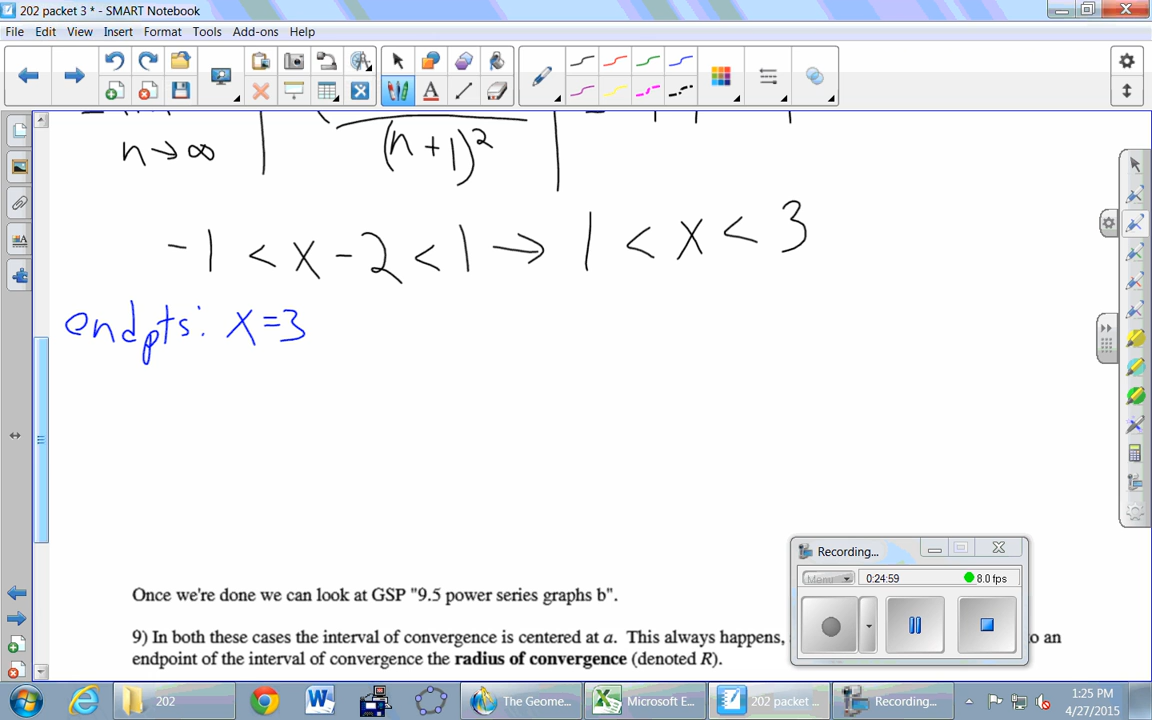 202 packet 3 * - SMART Notebook
File Edit View Insert Format Tools Add-ons Help
n→∞ (n+1)²
-1 < x-2 < 1 → 1 < x < 3
endpts: x=3
Recording...
Menu 0:24:59 8.0 fps
Once we're done we can look at GSP "9.5 power series graphs b".
9) In both these cases the interval of convergence is centered at a. This always happens,
o an
endpoint of the interval of convergence the radius of convergence (denoted R).
202 The Geome... Microsoft E... 202 packet ... Recording...
1:25 PM
4/27/2015